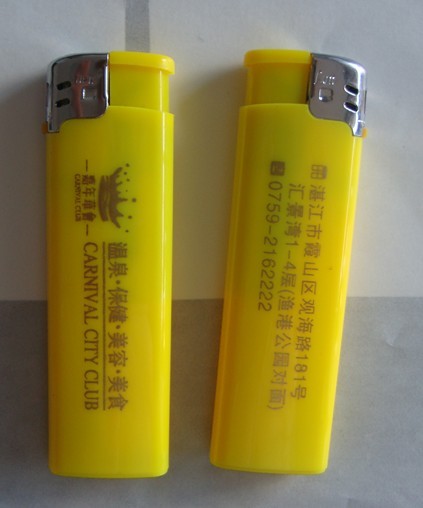 嘉年華會
CARNIVAL CLUB
溫泉·保健·美容·美食
CARNIVAL CITY CLUB
湛江市霞山区观海路181号
汇景湾1-4层(渔港公園对面)
0759-2162222